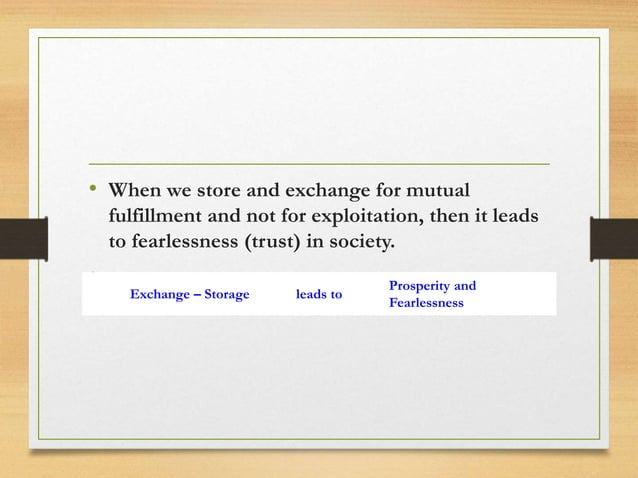 • When we store and exchange for mutual
fulfillment and not for exploitation, then it leads
to fearlessness (trust) in society.
Exchange – Storage leads to Prosperity and
Fearlessness